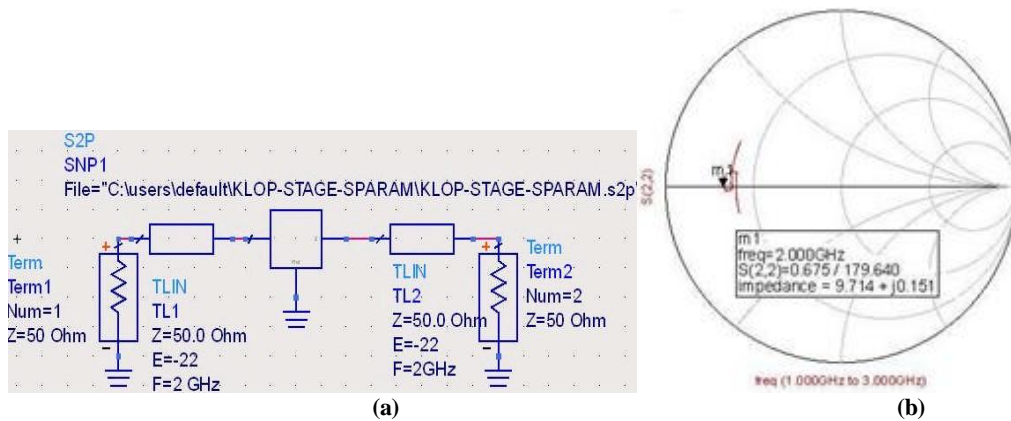 S2P
SNP1
File="C:\users\default\KLOP-STAGE-SPARAM\KLOP-STAGE-SPARAM.s2p"
Term
Term1
Num=1
Z=50 Ohm
TLIN
TL1
Z=50.0 Ohm
E=-22
F=2 GHz
TLIN
TL2
Z=50.0 Ohm
E=-22
F=2GHz
Term
Term2
Num=2
Z=50 Ohm
(a)
S(2,2)
m1
m1
freq=2.000GHz
S(2,2)=0.675 / 179.640
impedance = 9.714 + j0.151
freq (1.000GHz to 3.000GHz)
(b)